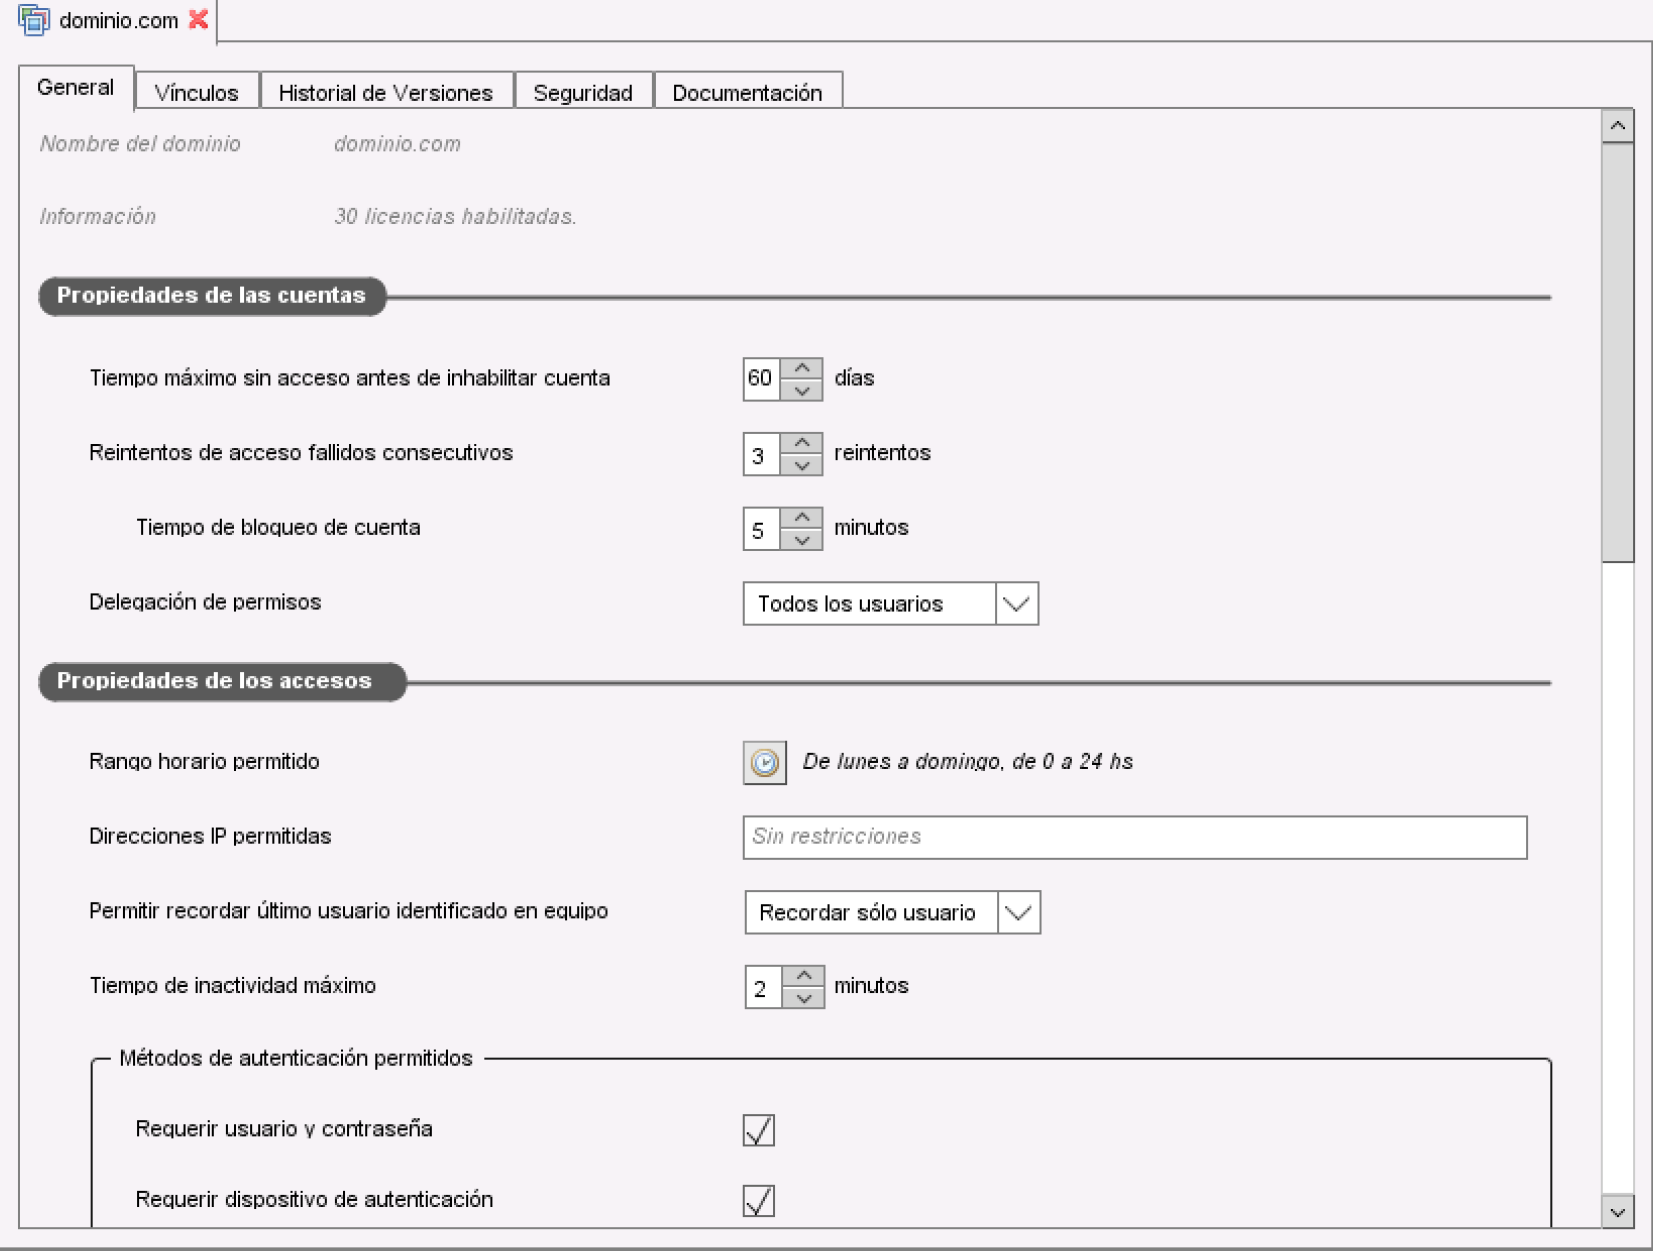 dominio.com
General Vínculos Historial de Versiones Seguridad Documentación
Nombre del dominio dominio.com
Información 30 licencias habilitadas.
Propiedades de las cuentas
Tiempo máximo sin acceso antes de inhabilitar cuenta 60 días
Reintentos de acceso fallidos consecutivos 3 reintentos
Tiempo de bloqueo de cuenta 5 minutos
Delegación de permisos Todos los usuarios
Propiedades de los accesos
Rango horario permitido De lunes a domingo, de 0 a 24 hs
Direcciones IP permitidas Sin restricciones
Permitir recordar último usuario identificado en equipo Recordar sólo usuario
Tiempo de inactividad máximo 2 minutos
Métodos de autenticación permitidos
Requerir usuario y contraseña
Requerir dispositivo de autenticación